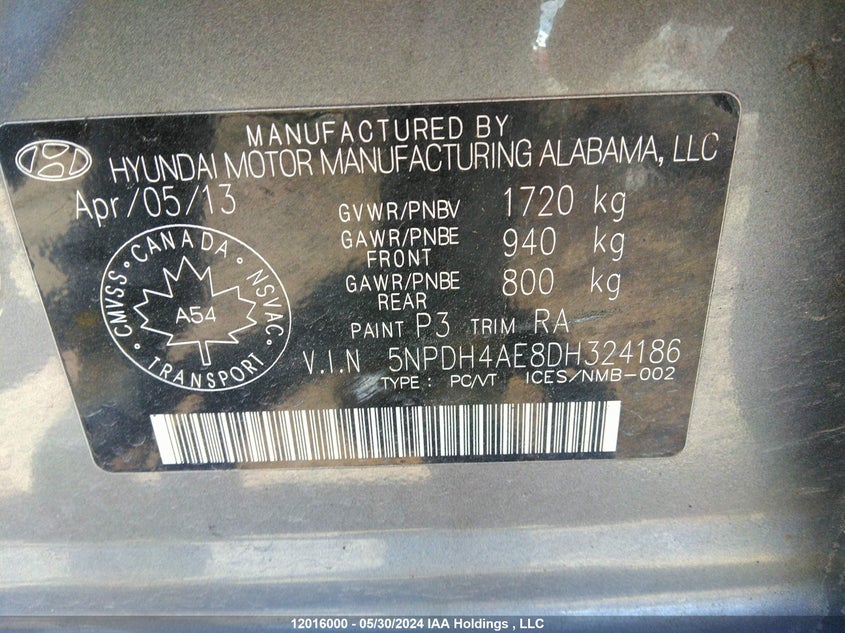 MANUFACTURED BY
HYUNDAI MOTOR MANUFACTURING ALABAMA, LLC
Apr/05/13
GVWR/PNBV 1720 kg
GAWR/PNBE FRONT 940 kg
GAWR/PNBE REAR 800 kg
PAINT P3 TRIM RA
V.I.N 5NPDH4AE8DH324186
TYPE: PC/VT ICES/NMB-002
CMVSS · CANADA · NSVAC
A54
· TRANSPORT ·
12016000 - 05/30/2024 IAA Holdings , LLC